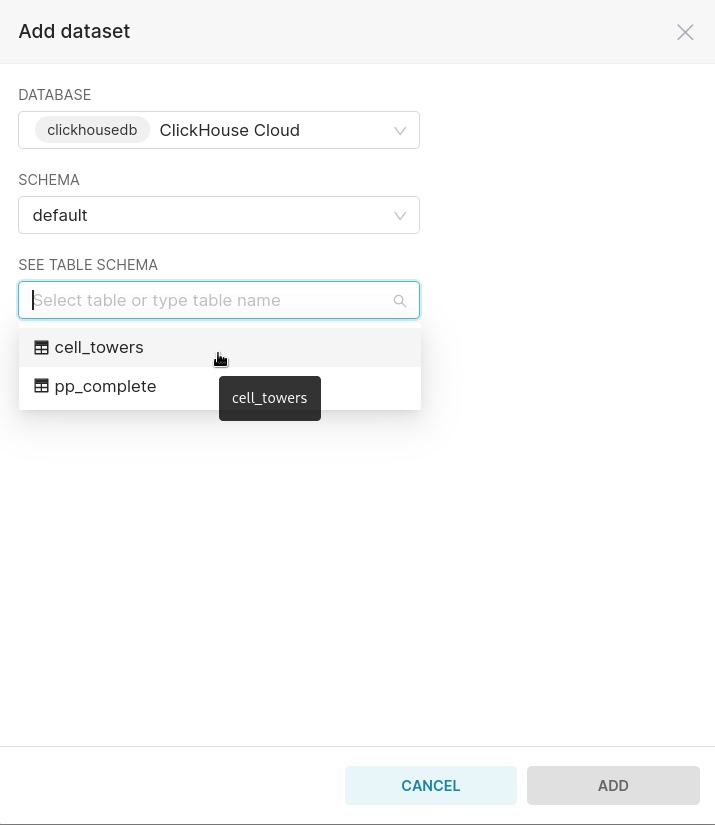 Add dataset
DATABASE
clickhousedb ClickHouse Cloud
SCHEMA
default
SEE TABLE SCHEMA
Select table or type table name
cell_towers
pp_complete
cell_towers
CANCEL ADD